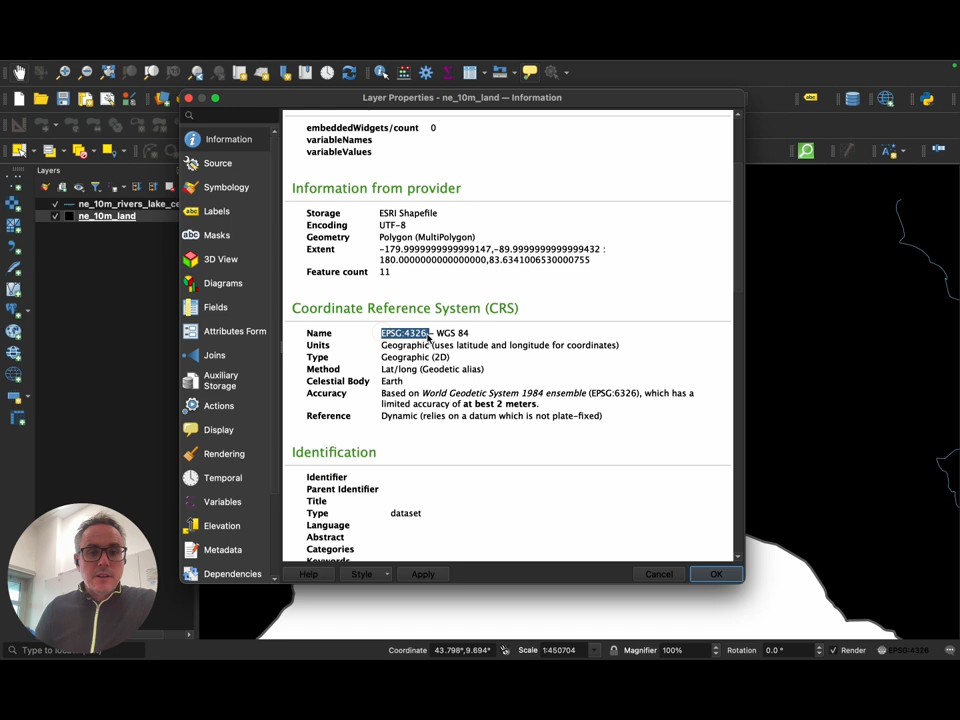 Layer Properties - ne_10m_land — Information
abc
Layers
ne_10m_rivers_lake_ce
ne_10m_land
Information
Source
Symbology
abc Labels
abc Masks
3D View
Diagrams
Fields
Attributes Form
Joins
Auxiliary
Storage
Actions
Display
Rendering
Temporal
Variables
Elevation
Metadata
Dependencies
embeddedWidgets/count 0
variableNames
variableValues
Information from provider
Storage ESRI Shapefile
Encoding UTF-8
Geometry Polygon (MultiPolygon)
Extent -179.9999999999999147,-89.9999999999999432 :
180.0000000000000000,83.6341006530000755
Feature count 11
Coordinate Reference System (CRS)
Name EPSG:4326 - WGS 84
Units Geographic (uses latitude and longitude for coordinates)
Type Geographic (2D)
Method Lat/long (Geodetic alias)
Celestial Body Earth
Accuracy Based on World Geodetic System 1984 ensemble (EPSG:6326), which has a
limited accuracy of at best 2 meters.
Reference Dynamic (relies on a datum which is not plate-fixed)
Identification
Identifier
Parent Identifier
Title
Type dataset
Language
Abstract
Categories
Keywords
Help Style Apply Cancel OK
Type to Coordinate 43.798°,9.694° Scale 1:450704 Magnifier 100% Rotation 0.0 ° Render EPSG:4326